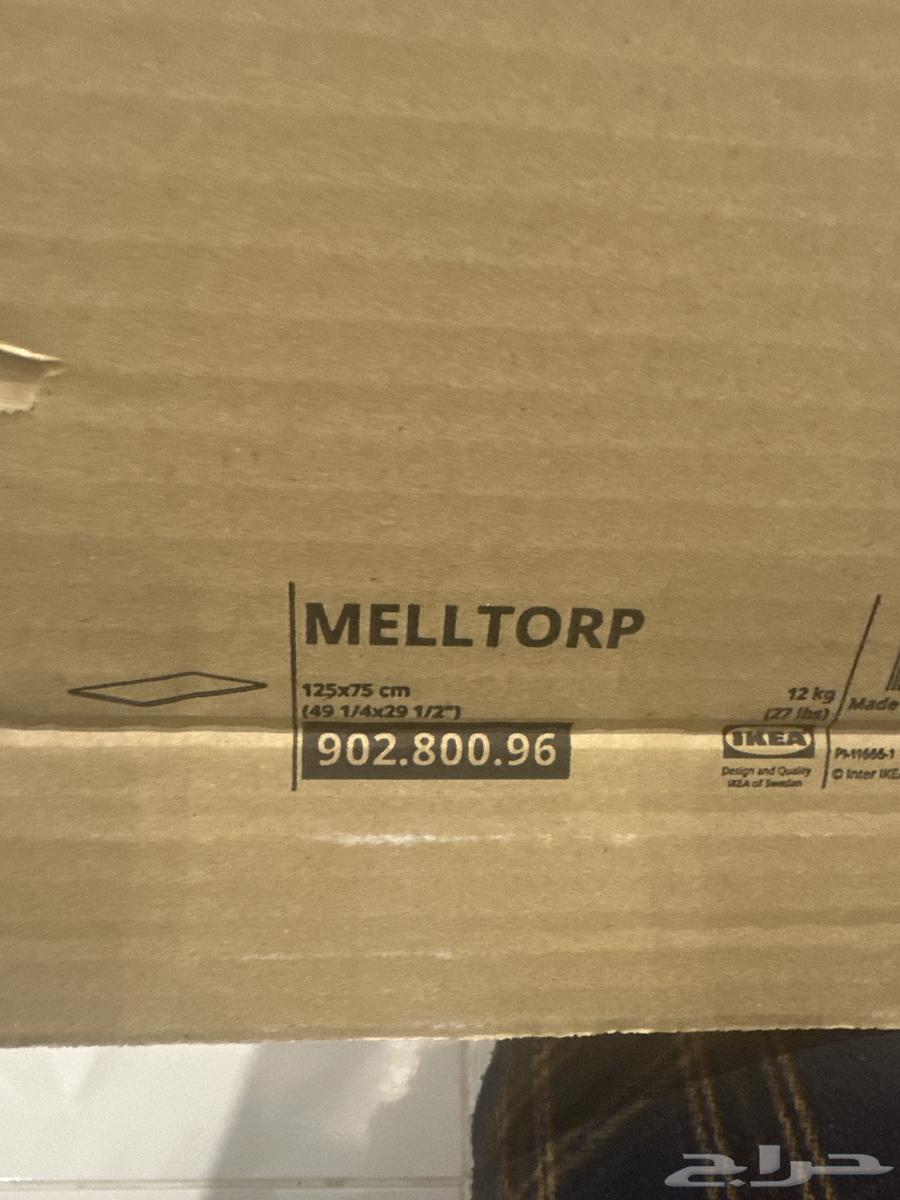 MELLTORP
125x75 cm
(49 1/4x29 1/2")
902.800.96
12 kg
(27 lbs)
IKEA
Design and Quality
IKEA of Sweden
Made
© Inter IKEA
حراج